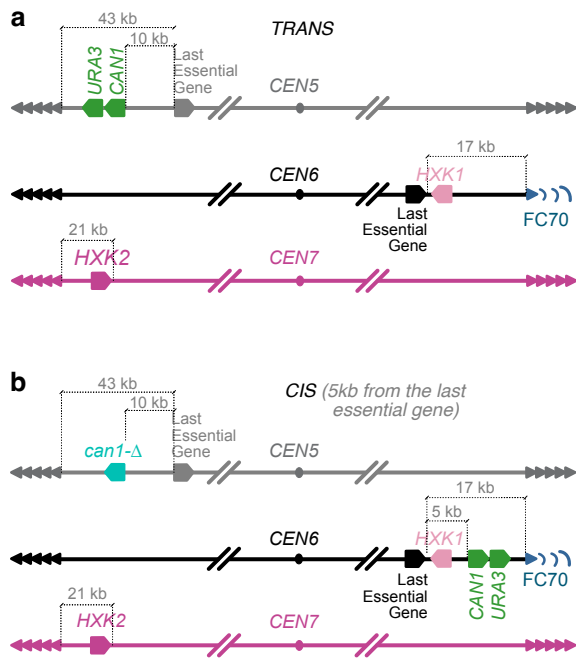 a
43 kb
TRANS
10 kb
URA3
CAN1
Last
Essential
Gene
CEN5
17 kb
CEN6
HXK1
Last
Essential
Gene
FC70
21 kb
HXK2
CEN7
b
43 kb
CIS (5kb from the last
essential gene)
10 kb
Last
Essential
Gene
can1-Δ
CEN5
17 kb
5 kb
CEN6
HXK1
Last
Essential
Gene
CAN1
URA3
FC70
21 kb
HXK2
CEN7